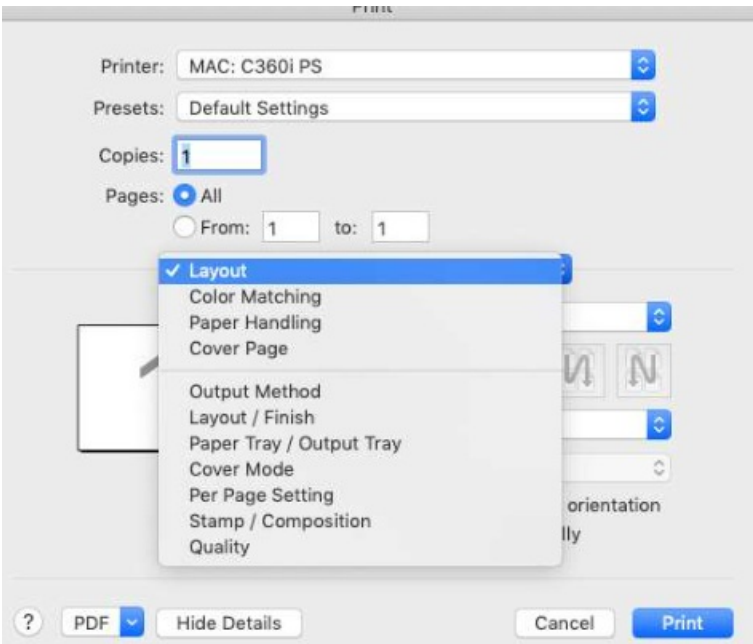 Print
Printer: MAC: C360i PS
Presets: Default Settings
Copies: 1
Pages: All
From: 1 to: 1
✓ Layout
Color Matching
Paper Handling
Cover Page
Output Method
Layout / Finish
Paper Tray / Output Tray
Cover Mode
Per Page Setting
orientation
Stamp / Composition
lly
Quality
? PDF Hide Details Cancel Print